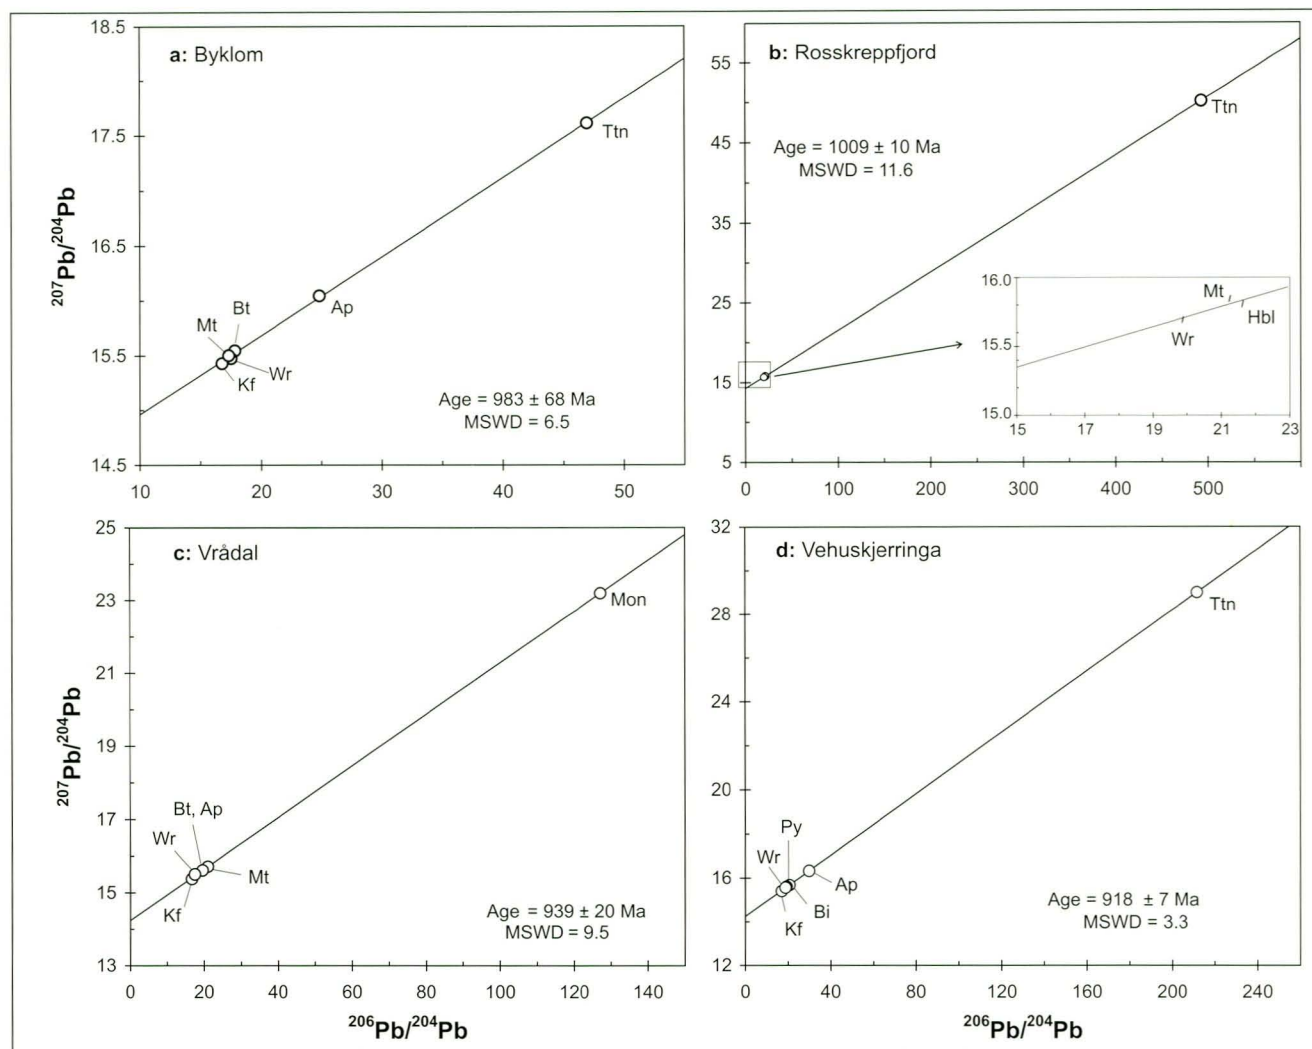 a: Byklom
18.5
17.5
16.5
15.5
14.5
10
20
30
40
50
207Pb/204Pb
Ttn
Ap
Bt
Mt
Wr
Kf
Age = 983 ± 68 Ma
MSWD = 6.5
b: Rosskreppfjord
55
45
35
25
15
5
0
100
200
300
400
500
Ttn
Age = 1009 ± 10 Ma
MSWD = 11.6
16.0
15.5
15.0
15
17
19
21
23
Mt
Hbl
Wr
c: Vrådal
25
23
21
19
17
15
13
0
20
40
60
80
100
120
140
207Pb/204Pb
206Pb/204Pb
Mon
Bt, Ap
Wr
Mt
Kf
Age = 939 ± 20 Ma
MSWD = 9.5
d: Vehuskjerringa
32
28
24
20
16
12
0
40
80
120
160
200
240
206Pb/204Pb
Ttn
Py
Wr
Ap
Bi
Kf
Age = 918 ± 7 Ma
MSWD = 3.3